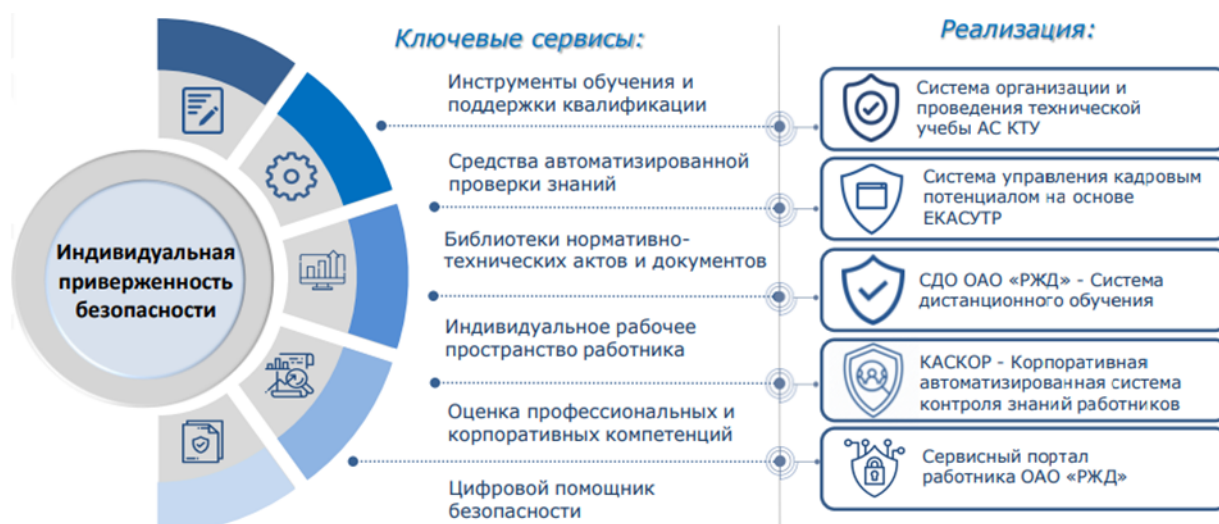 Ключевые сервисы:
Реализация:
Индивидуальная
приверженность
безопасности
Инструменты обучения и
поддержки квалификации
Средства автоматизированной
проверки знаний
Библиотеки нормативно-
технических актов и документов
Индивидуальное рабочее
пространство работника
Оценка профессиональных и
корпоративных компетенций
Цифровой помощник
безопасности
Система организации и
проведения технической
учебы АС КТУ
Система управления кадровым
потенциалом на основе
ЕКАСУТР
СДО ОАО «РЖД» - Система
дистанционного обучения
КАСКОР - Корпоративная
автоматизированная система
контроля знаний работников
Сервисный портал
работника ОАО «РЖД»